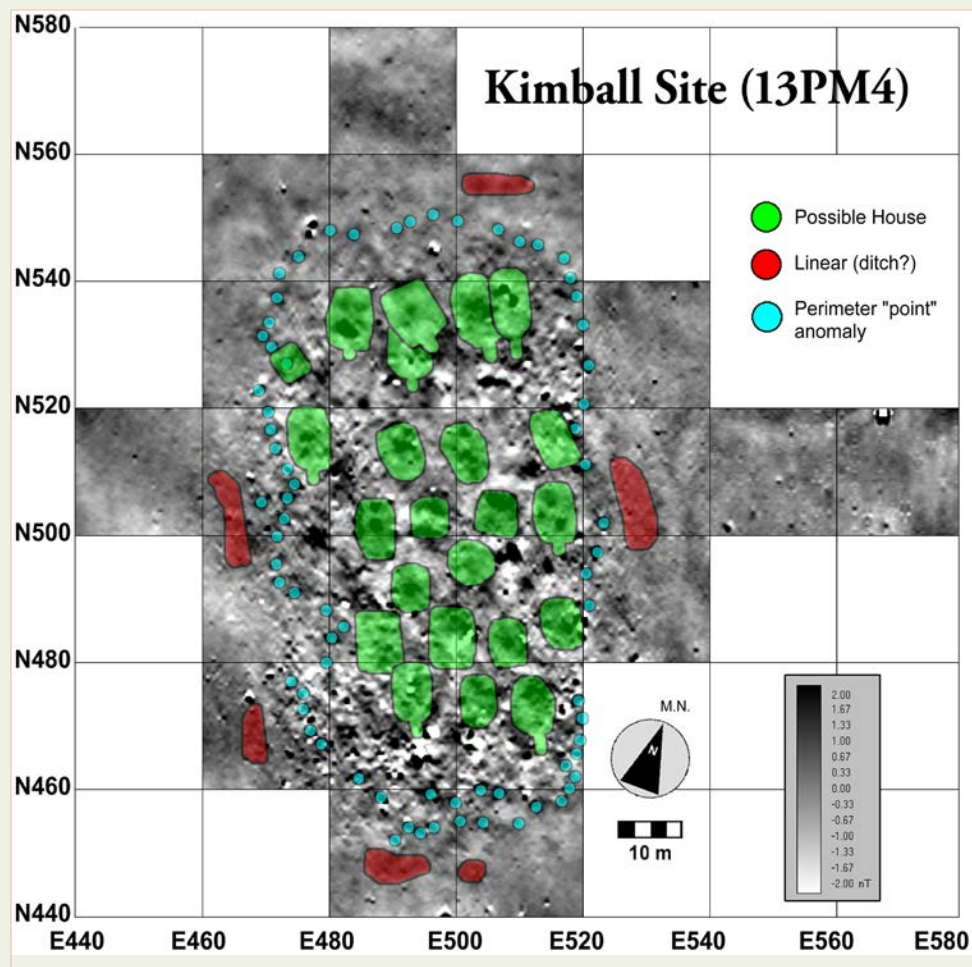 Kimball Site (13PM4)
N580
N560
N540
N520
N500
N480
N460
N440
E440
E460
E480
E500
E520
E540
E560
E580
Possible House
Linear (ditch?)
Perimeter "point"
anomaly
M.N.
N
10 m
2.00
1.67
1.33
1.00
0.67
0.33
0.00
-0.33
-0.67
-1.00
-1.33
-1.67
-2.00 nT